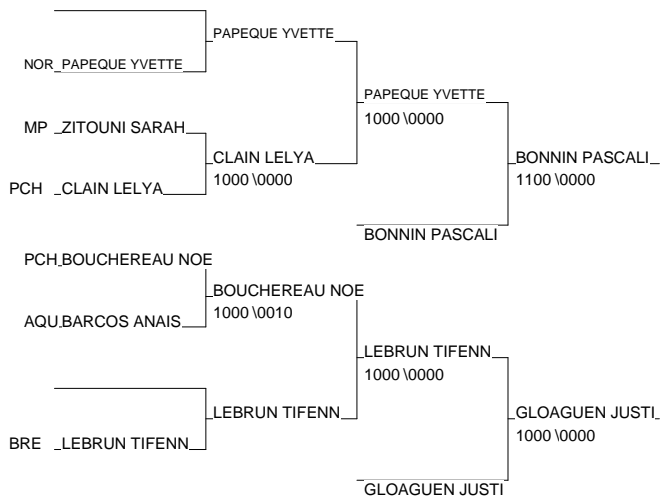 PAPEQUE YVETTE
NOR PAPEQUE YVETTE
PAPEQUE YVETTE
1000 \0000
MP ZITOUNI SARAH
CLAIN LELYA
1000 \0000
BONNIN PASCALI
1100 \0000
PCH CLAIN LELYA
BONNIN PASCALI
PCH BOUCHEREAU NOE
BOUCHEREAU NOE
1000 \0010
AQU BARCOS ANAIS
LEBRUN TIFENN
1000 \0000
LEBRUN TIFENN
GLOAGUEN JUSTI
1000 \0000
BRE LEBRUN TIFENN
GLOAGUEN JUSTI